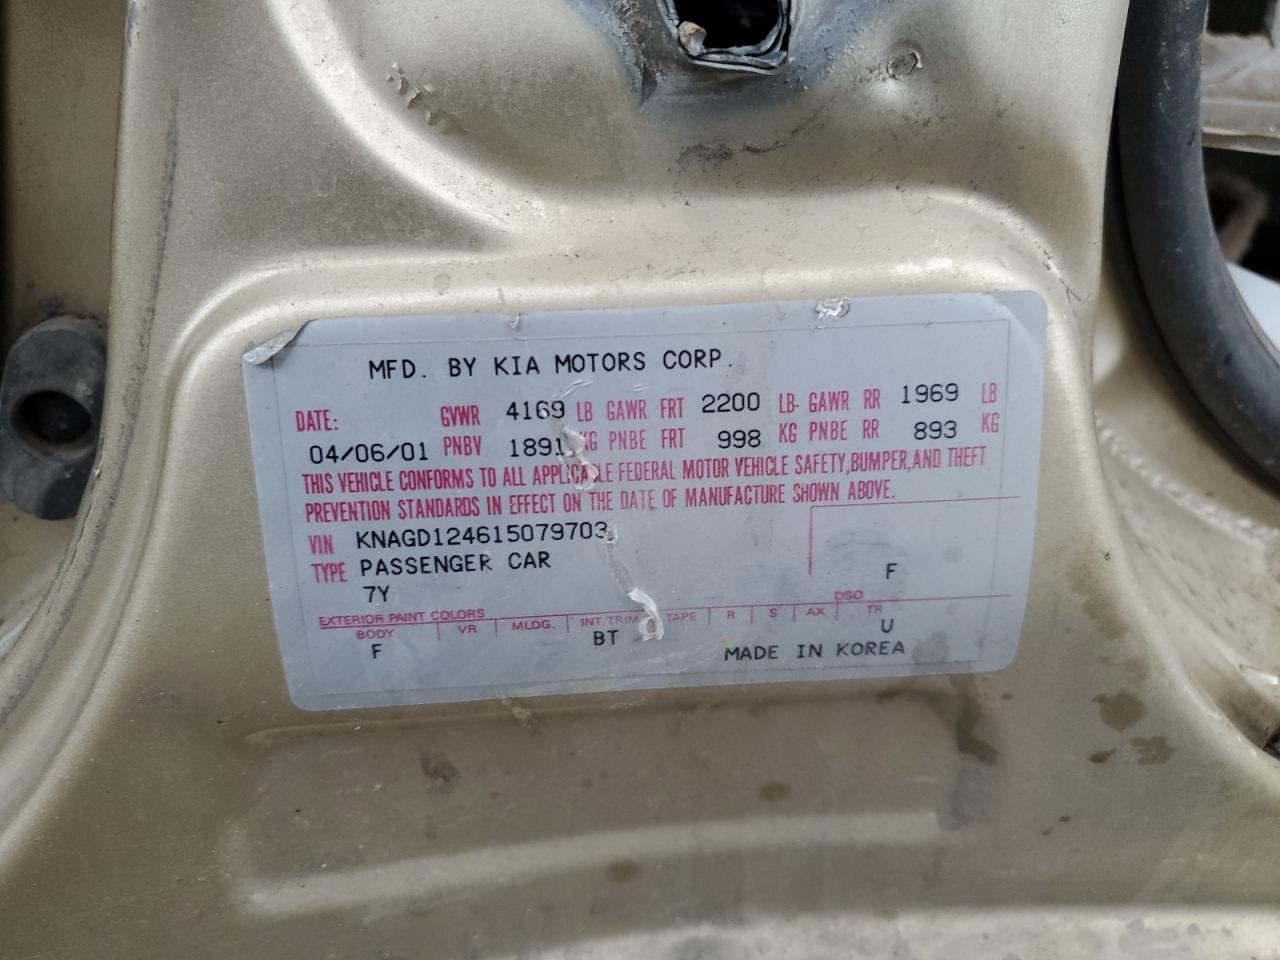 MFD. BY KIA MOTORS CORP.
DATE: GVWR 4169 LB GAWR FRT 2200 LB- GAWR RR 1969 LB
04/06/01 PNBV 1891 KG PNBE FRT 998 KG PNBE RR 893 KG
THIS VEHICLE CONFORMS TO ALL APPLICABLE FEDERAL MOTOR VEHICLE SAFETY,BUMPER,AND THEFT
PREVENTION STANDARDS IN EFFECT ON THE DATE OF MANUFACTURE SHOWN ABOVE.
VIN KNAGD124615079703
TYPE PASSENGER CAR
F
7Y
DSO
EXTERIOR PAINT COLORS
BODY VR MLDG. INT.TRIM TAPE R S AX TR
F BT U
MADE IN KOREA